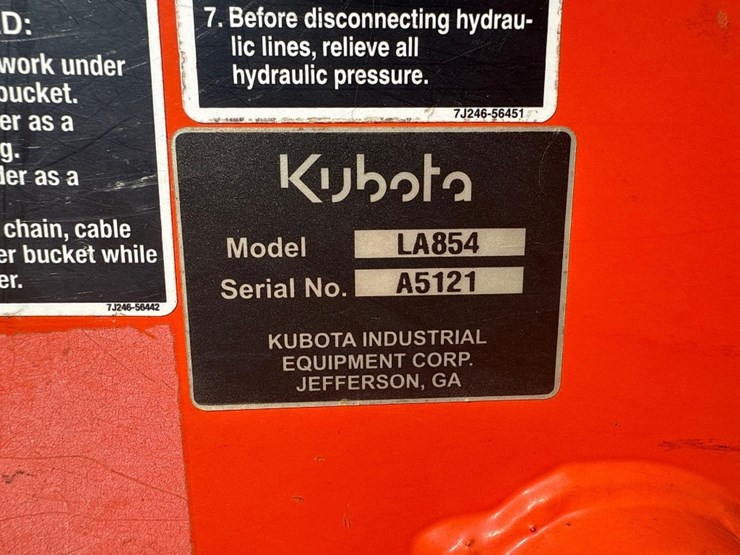 D:
work under
bucket.
er as a
g.
der as a
chain, cable
er bucket while
er.
7J246-56442
7. Before disconnecting hydrau-
lic lines, relieve all
hydraulic pressure.
7J246-56451
Kubota
Model LA854
Serial No. A5121
KUBOTA INDUSTRIAL
EQUIPMENT CORP.
JEFFERSON, GA